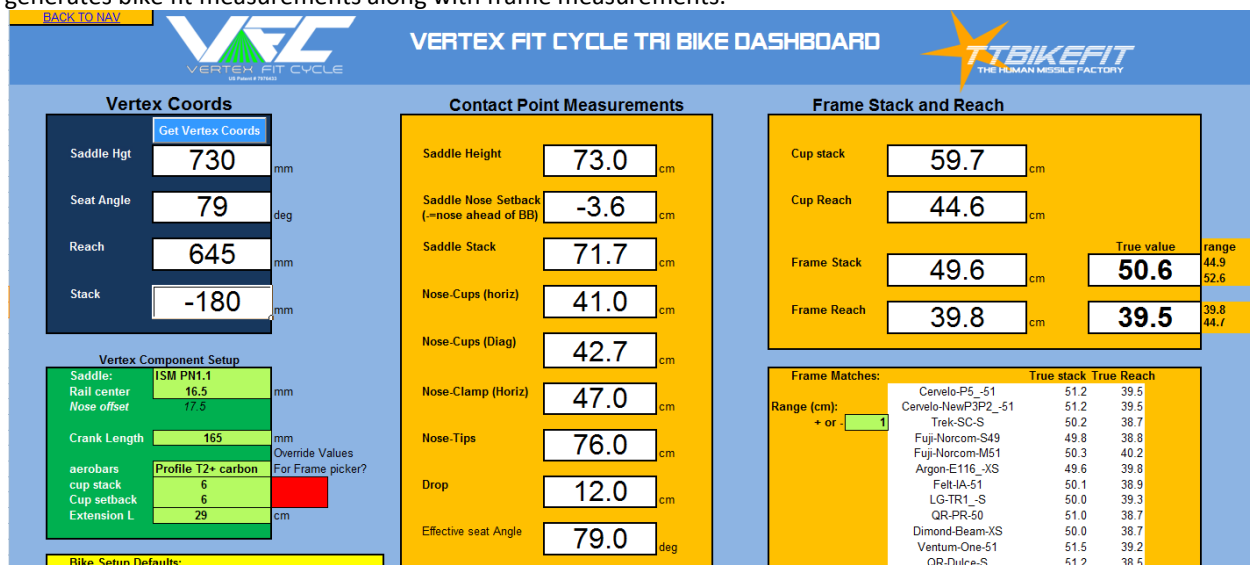 generates bike fit measurements along with frame measurements.
BACK TO NAV
VFC
VERTEX FIT CYCLE
VERTEX FIT CYCLE TRI BIKE DASHBOARD
TTBIKEFIT
THE HUMAN MISSILE FACTORY
Vertex Coords
Get Vertex Coords
Saddle Hgt 730 mm
Seat Angle 79 deg
Reach 645 mm
Stack -180 mm
Vertex Component Setup
Saddle: ISM PN1.1
Rail center 16.5 mm
Nose offset 17.5
Crank Length 165 mm
Override Values
aerobars Profile T2+ carbon For Frame picker?
cup stack 6
Cup setback 6
Extension L 29 cm
Bike Setup Defaults:
Contact Point Measurements
Saddle Height 73.0 cm
Saddle Nose Setback
(-=nose ahead of BB) -3.6 cm
Saddle Stack 71.7 cm
Nose-Cups (horiz) 41.0 cm
Nose-Cups (Diag) 42.7 cm
Nose-Clamp (Horiz) 47.0 cm
Nose-Tips 76.0 cm
Drop 12.0 cm
Effective seat Angle 79.0 deg
Frame Stack and Reach
Cup stack 59.7 cm
Cup Reach 44.6 cm
True value range
Frame Stack 49.6 cm 50.6 44.9
52.6
Frame Reach 39.8 cm 39.5 39.8
44.7
Frame Matches: True stack True Reach
Cervelo-P5_-51 51.2 39.5
Range (cm): Cervelo-NewP3P2_-51 51.2 39.5
+ or - 1 Trek-SC-S 50.2 38.7
Fuji-Norcom-S49 49.8 38.8
Fuji-Norcom-M51 50.3 40.2
Argon-E116_-XS 49.6 39.8
Felt-IA-51 50.1 38.9
LG-TR1_-S 50.0 39.3
QR-PR-50 51.0 38.7
Dimond-Beam-XS 50.0 38.7
Ventum-One-51 51.5 39.2
QR-Dulce-S 51.2 38.5